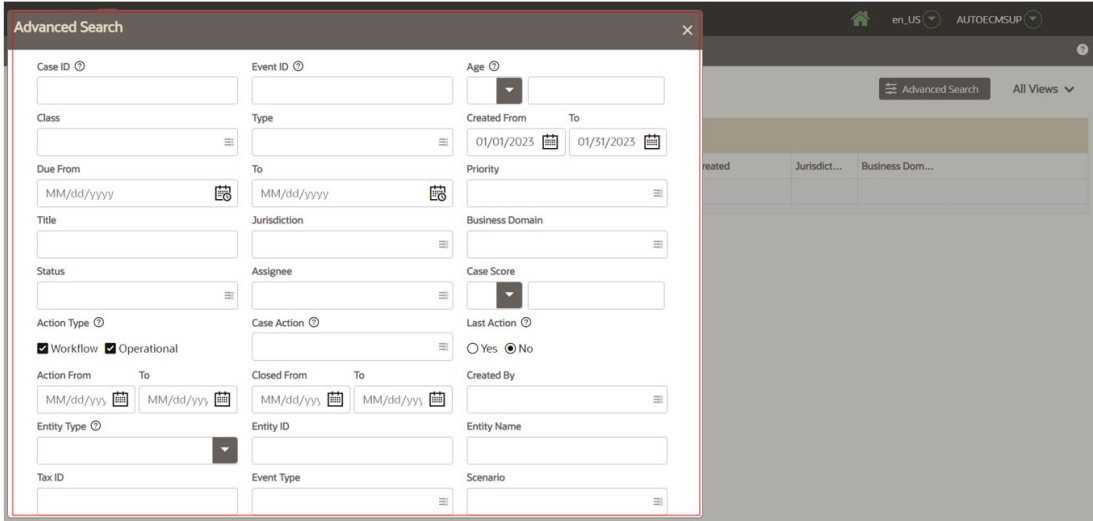 Advanced Search
en_US AUTOECMSUP
Case ID Event ID Age
Advanced Search All Views
Class Type Created From To
01/01/2023 01/31/2023
Due From To Priority
reated Jurisdict... Business Dom...
MM/dd/yyyy MM/dd/yyyy
Title Jurisdiction Business Domain
Status Assignee Case Score
Action Type Case Action Last Action
Workflow Operational Yes No
Action From To Closed From To Created By
MM/dd/yyy MM/dd/yyy MM/dd/yyy MM/dd/yyy
Entity Type Entity ID Entity Name
Tax ID Event Type Scenario